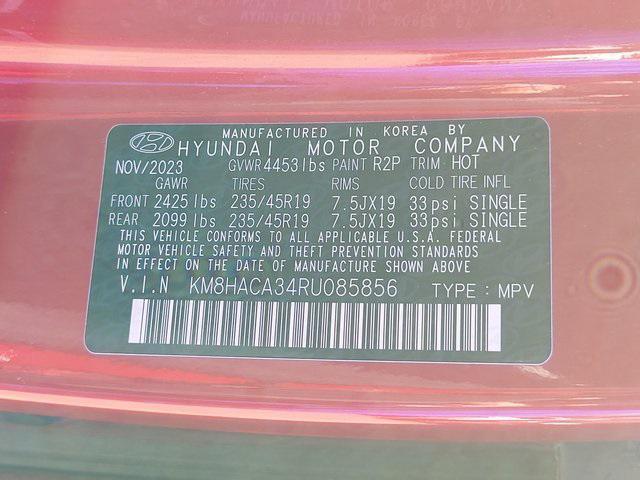 MANUFACTURED IN KOREA BY
HYUNDAI MOTOR COMPANY
NOV/2023 GVWR 4453lbs PAINT R2P TRIM HOT
GAWR TIRES RIMS COLD TIRE INFL
FRONT 2425 lbs 235/45R19 7.5JX19 33psi SINGLE
REAR 2099 lbs 235/45R19 7.5JX19 33psi SINGLE
THIS VEHICLE CONFORMS TO ALL APPLICABLE U.S.A. FEDERAL
MOTOR VEHICLE SAFETY AND THEFT PREVENTION STANDARDS
IN EFFECT ON THE DATE OF MANUFACTURE SHOWN ABOVE
V.I.N KM8HACA34RU085856 TYPE : MPV